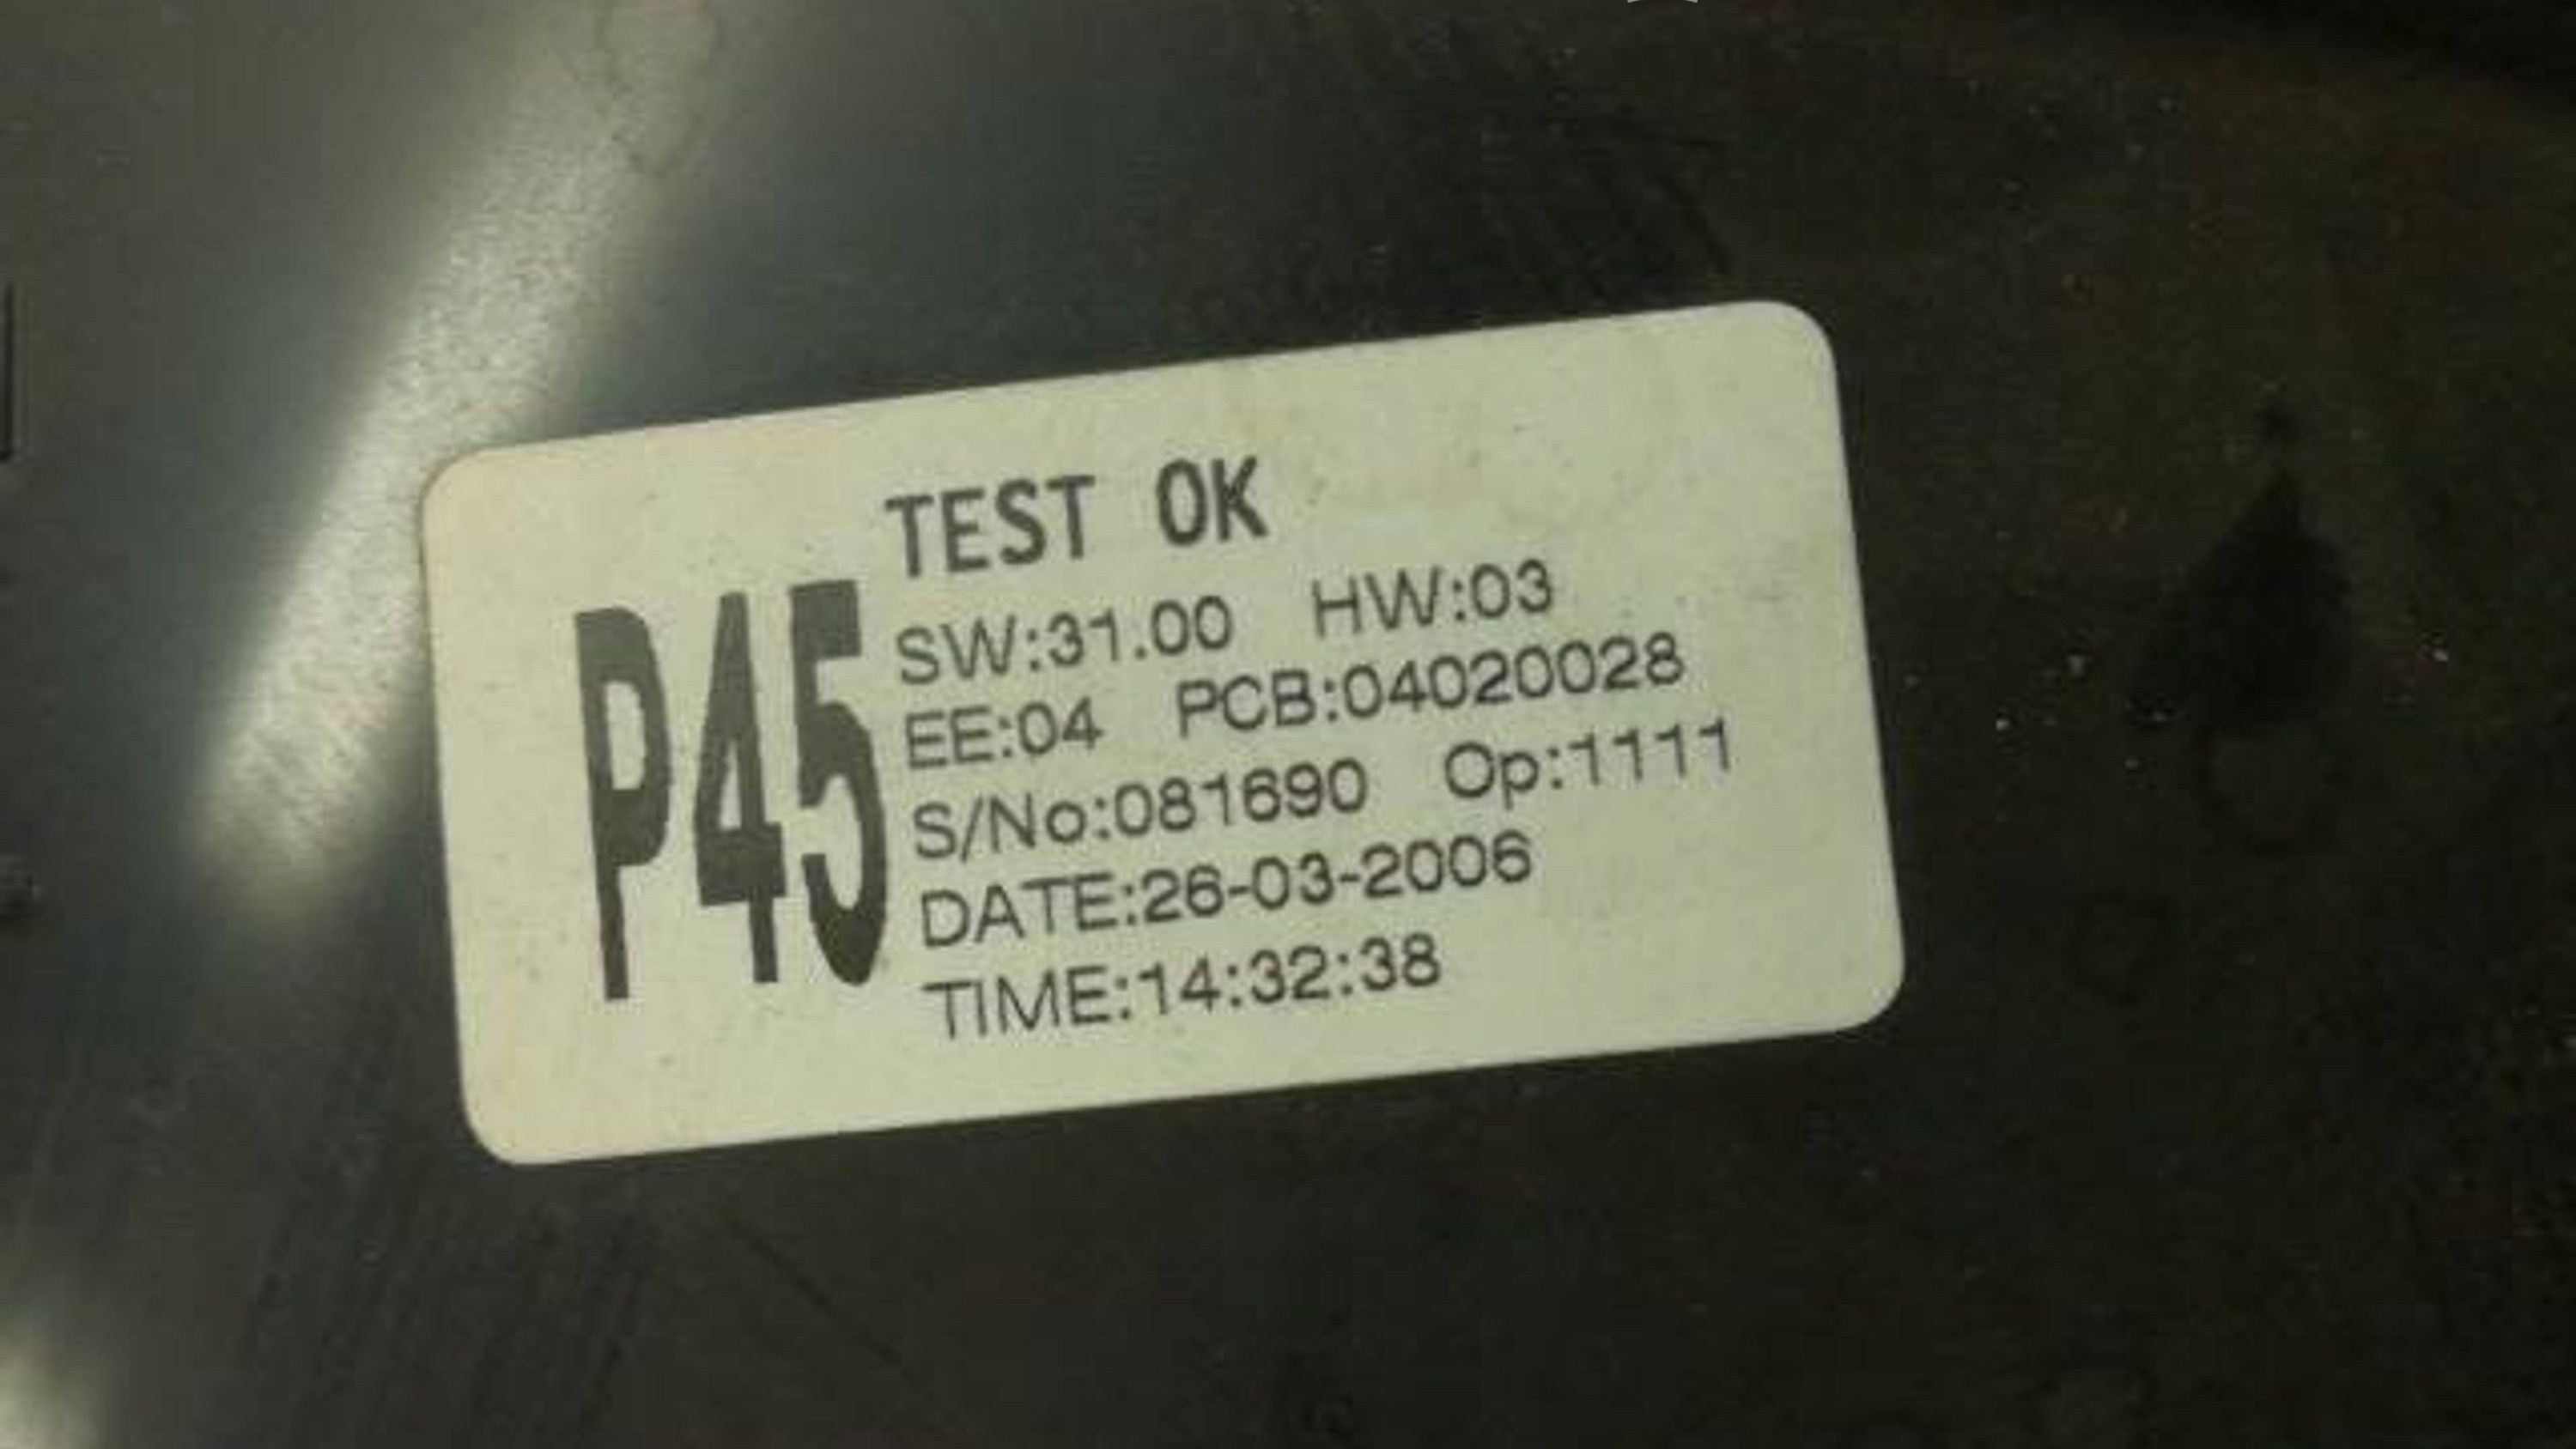 TEST OK
P45
SW:31.00 HW:03
EE:04 PCB:04020028
S/No:081690 Op:1111
DATE:26-03-2006
TIME:14:32:38